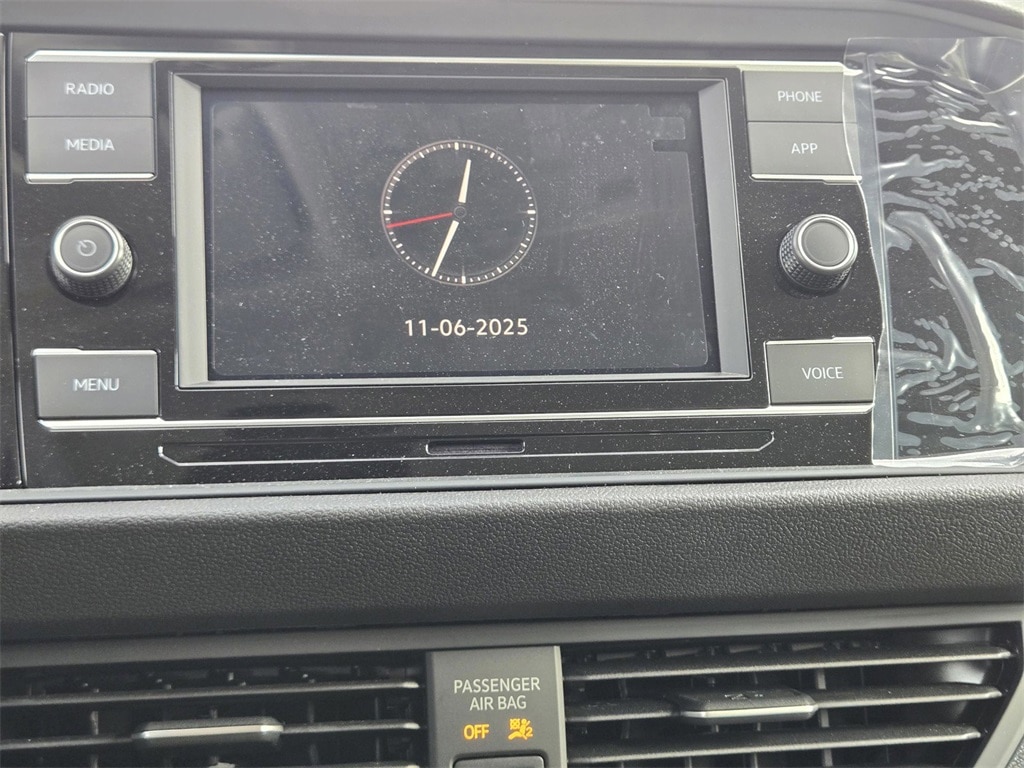 RADIO
MEDIA
PHONE
APP
11-06-2025
MENU
VOICE
PASSENGER
AIR BAG
OFF